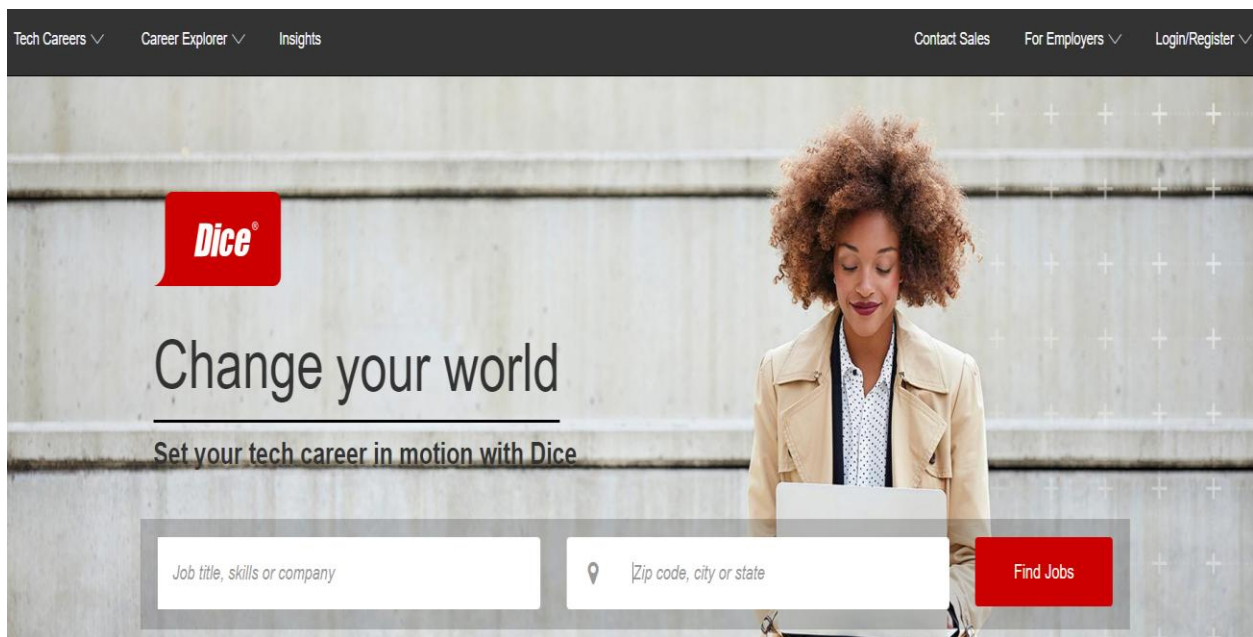 Tech Careers Career Explorer Insights Contact Sales For Employers Login/Register
Dice®
Change your world
Set your tech career in motion with Dice
Job title, skills or company Zip code, city or state Find Jobs